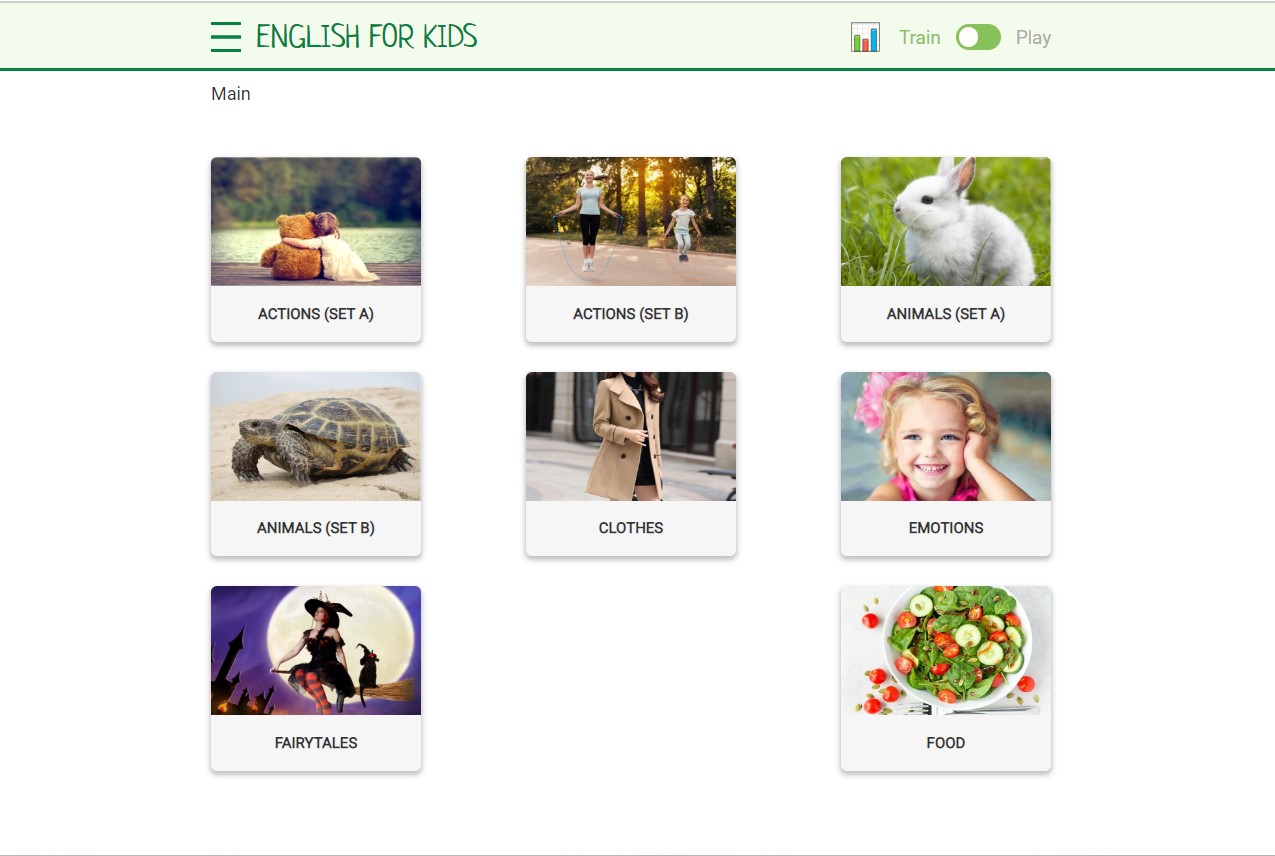 ENGLISH FOR KIDS
Train Play
Main
ACTIONS (SET A)
ACTIONS (SET B)
ANIMALS (SET A)
ANIMALS (SET B)
CLOTHES
EMOTIONS
FAIRYTALES
FOOD